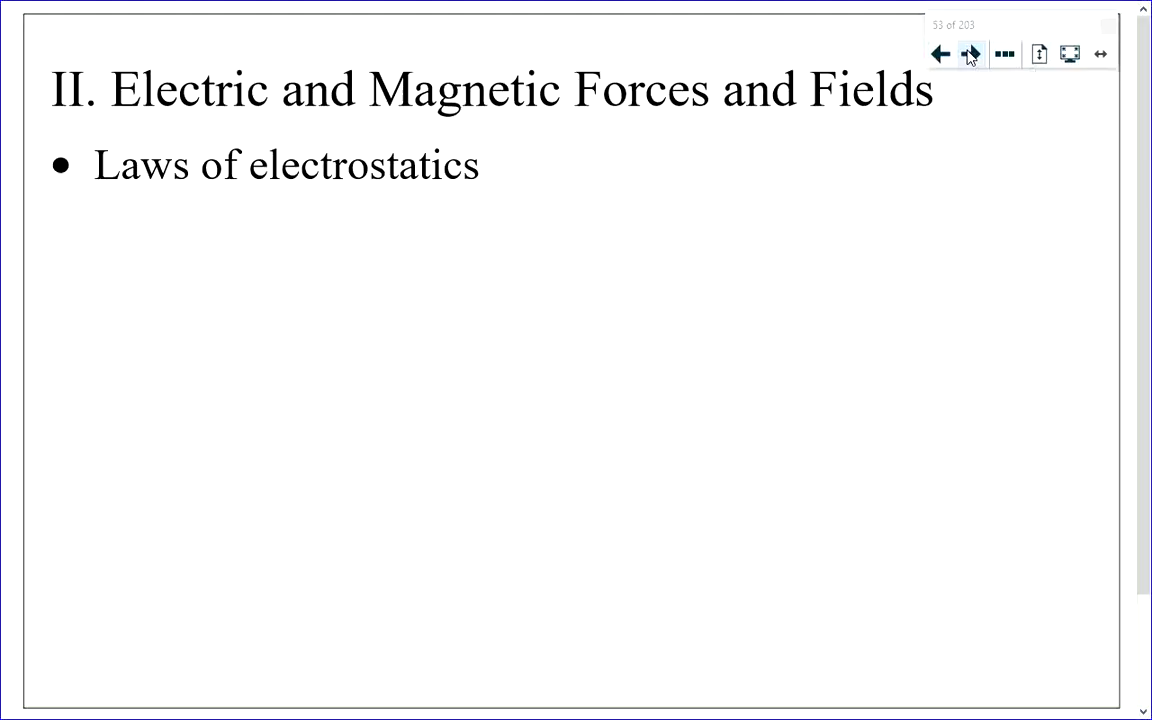 53 of 203
II. Electric and Magnetic Forces and Fields
• Laws of electrostatics